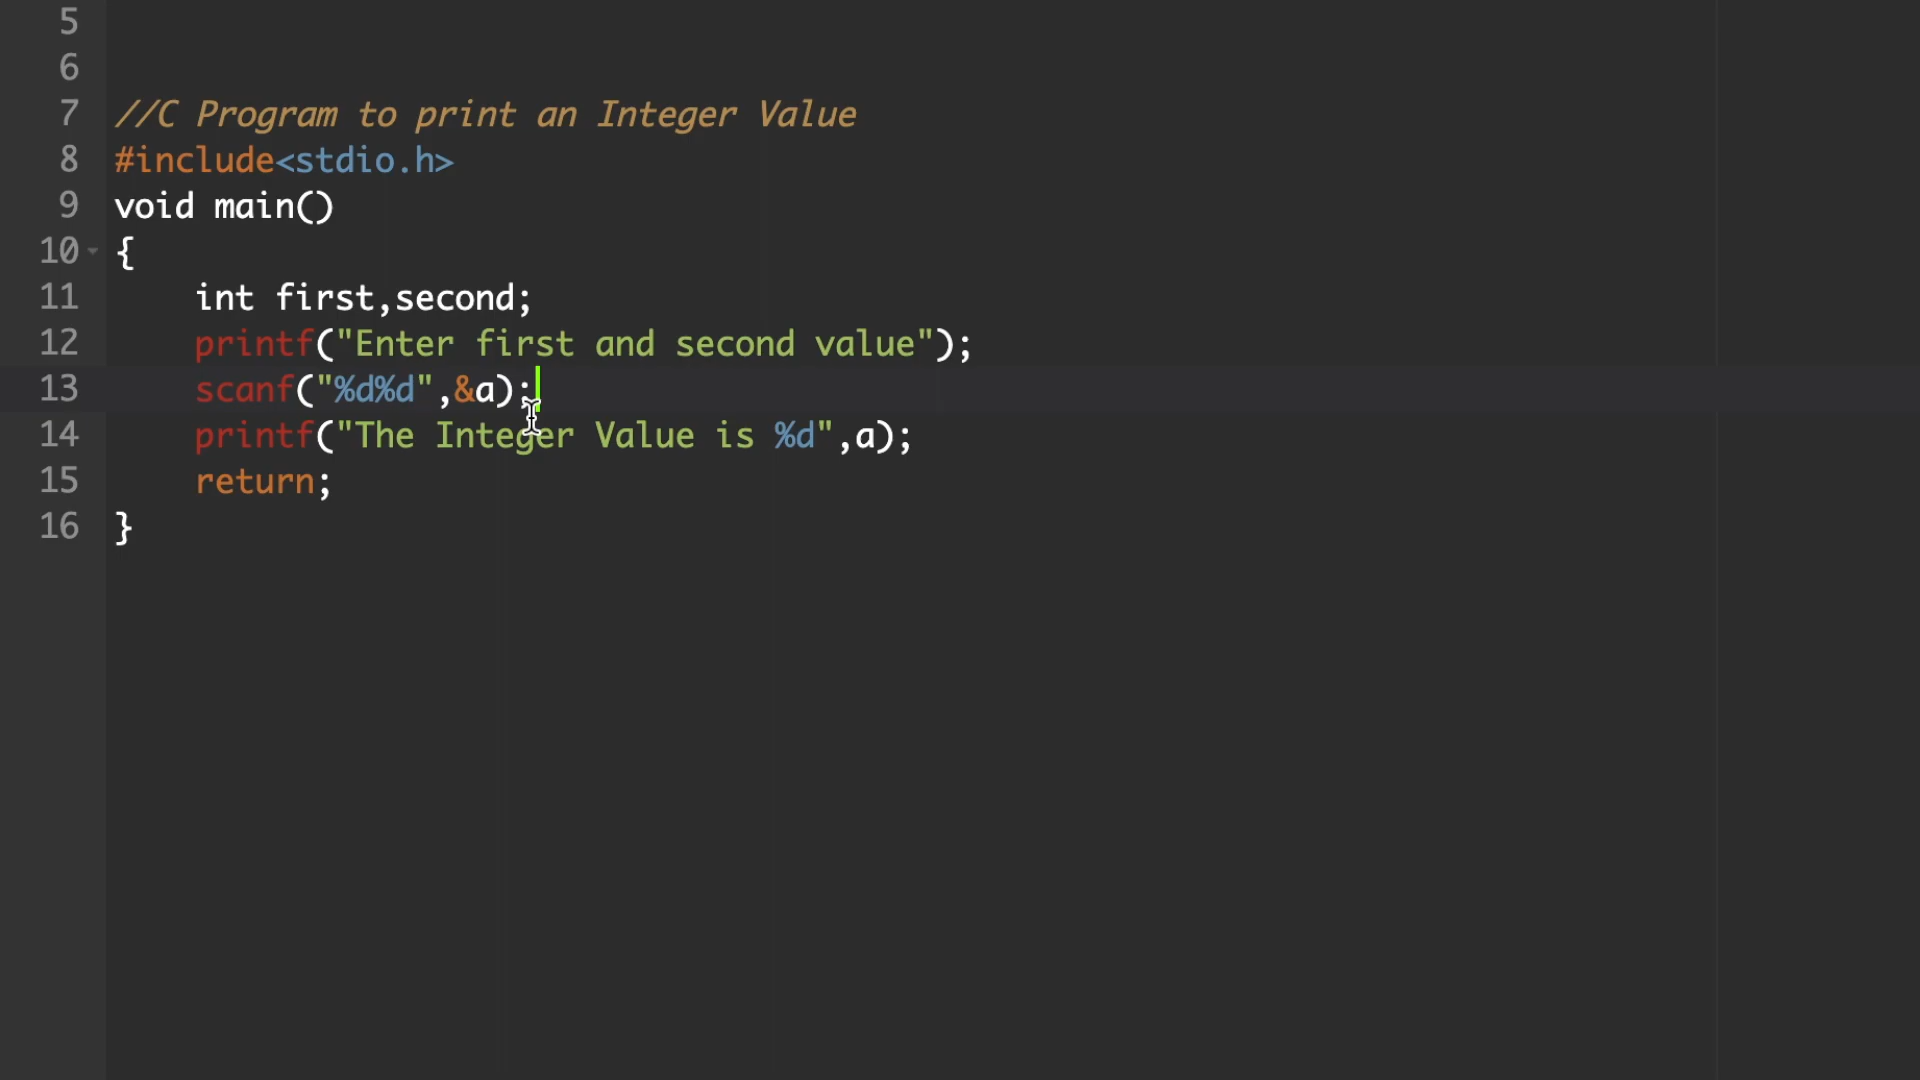 5
6
7 //C Program to print an Integer Value
8 #include<stdio.h>
9 void main()
10 {
11 int first,second;
12 printf("Enter first and second value");
13 scanf("%d%d",&a);
14 printf("The Integer Value is %d",a);
15 return;
16 }